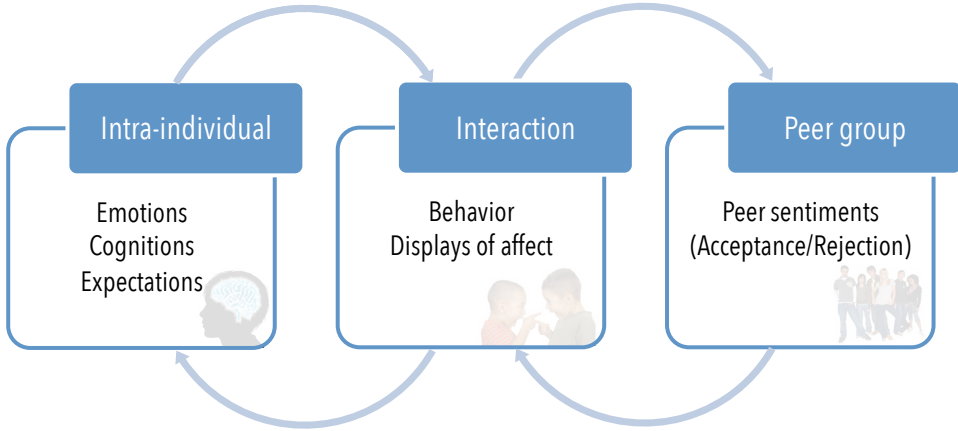 Intra-individual
Emotions
Cognitions
Expectations
Interaction
Behavior
Displays of affect
Peer group
Peer sentiments
(Acceptance/Rejection)